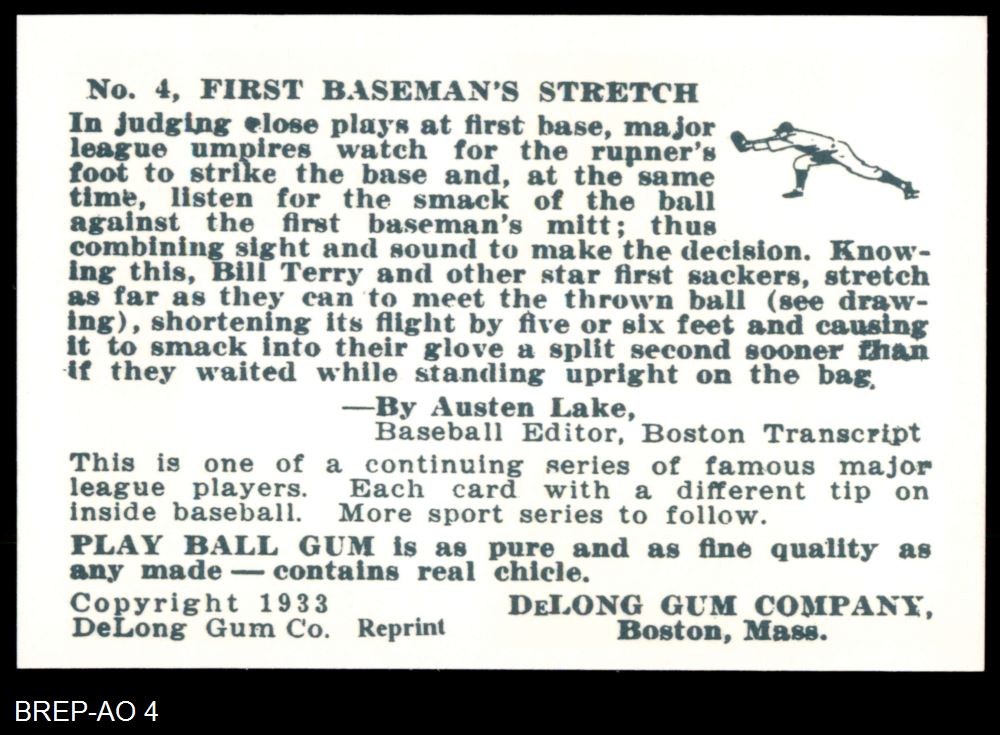 No. 4, FIRST BASEMAN'S STRETCH
In judging close plays at first base, major
league umpires watch for the runner's
foot to strike the base and, at the same
time, listen for the smack of the ball
against the first baseman's mitt; thus
combining sight and sound to make the decision. Know-
ing this, Bill Terry and other star first sackers, stretch
as far as they can to meet the thrown ball (see draw-
ing), shortening its flight by five or six feet and causing
it to smack into their glove a split second sooner than
if they waited while standing upright on the bag.
—By Austen Lake,
Baseball Editor, Boston Transcript
This is one of a continuing series of famous major
league players. Each card with a different tip on
inside baseball. More sport series to follow.
PLAY BALL GUM is as pure and as fine quality as
any made — contains real chicle.
Copyright 1933
DeLong Gum Co. Reprint
DELONG GUM COMPANY,
Boston, Mass.
BREP-AO 4